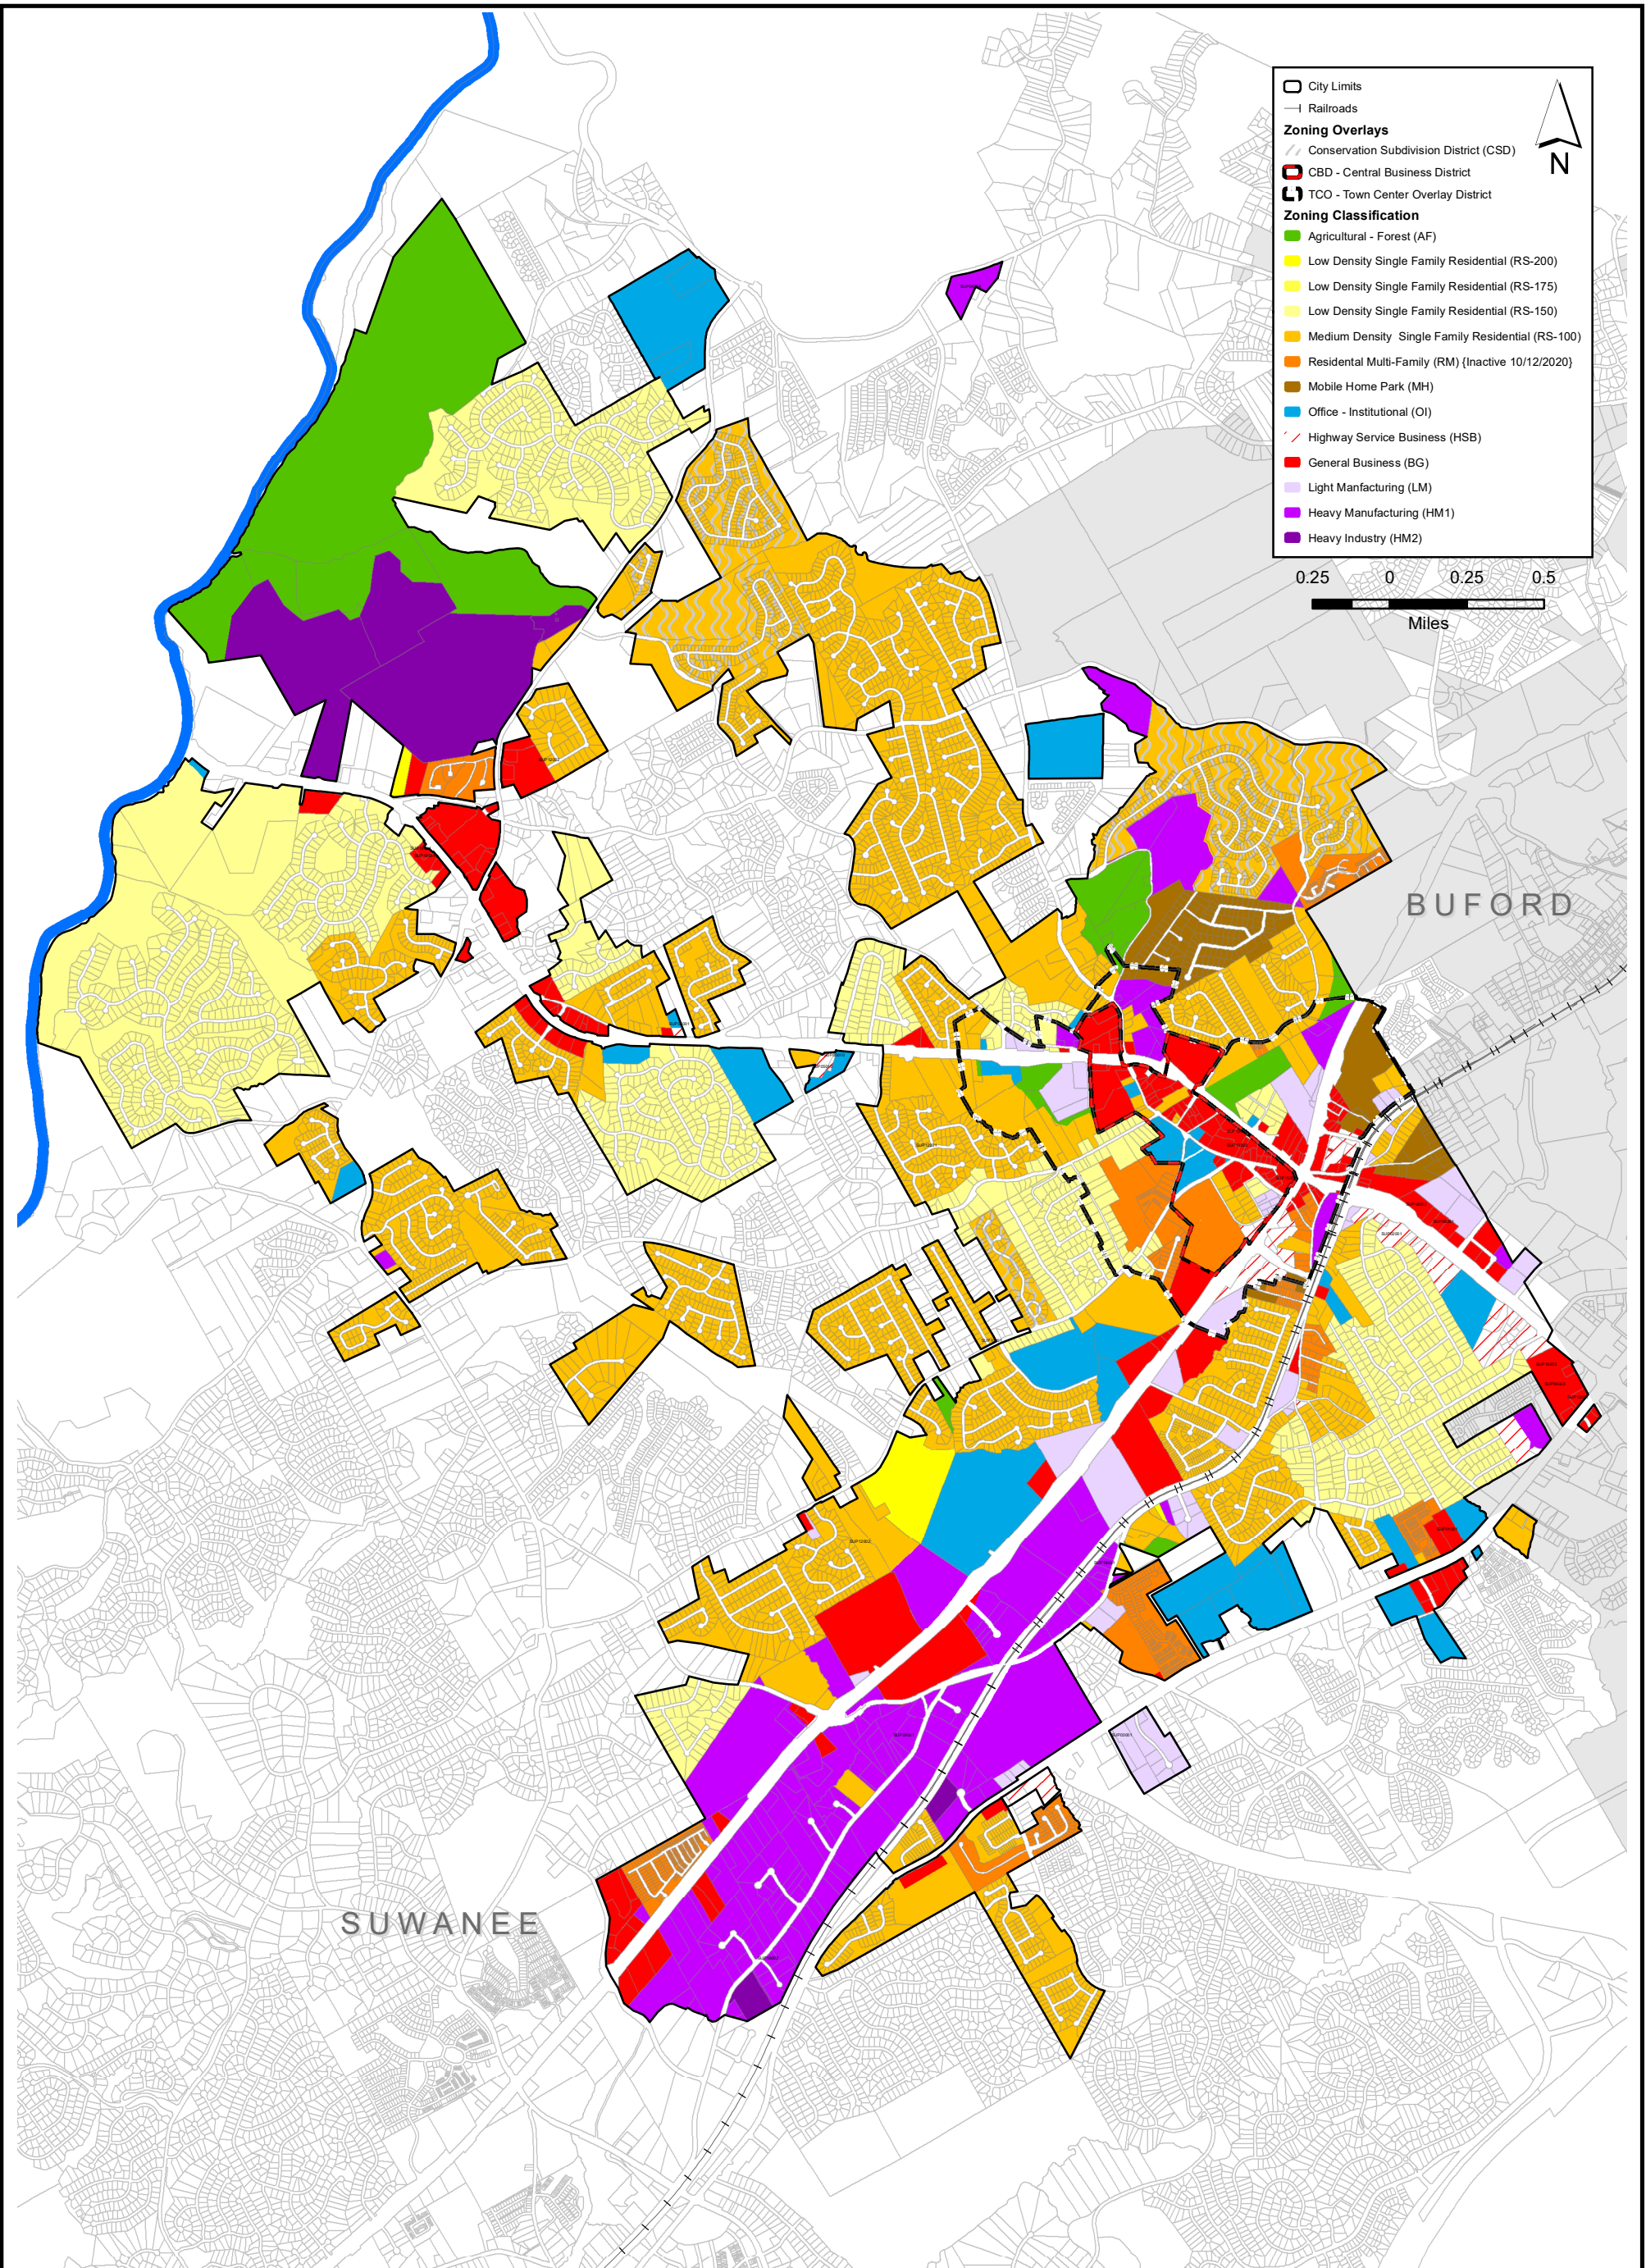 City Limits
Railroads
Zoning Overlays
Conservation Subdivision District (CSD)
CBD - Central Business District
TCO - Town Center Overlay District
Zoning Classification
Agricultural - Forest (AF)
Low Density Single Family Residential (RS-200)
Low Density Single Family Residential (RS-175)
Low Density Single Family Residential (RS-150)
Medium Density Single Family Residential (RS-100)
Residental Multi-Family (RM) {Inactive 10/12/2020}
Mobile Home Park (MH)
Office - Institutional (OI)
Highway Service Business (HSB)
General Business (BG)
Light Manfacturing (LM)
Heavy Manufacturing (HM1)
Heavy Industry (HM2)
N
0.25 0 0.25 0.5
Miles
BUFORD
SUWANEE